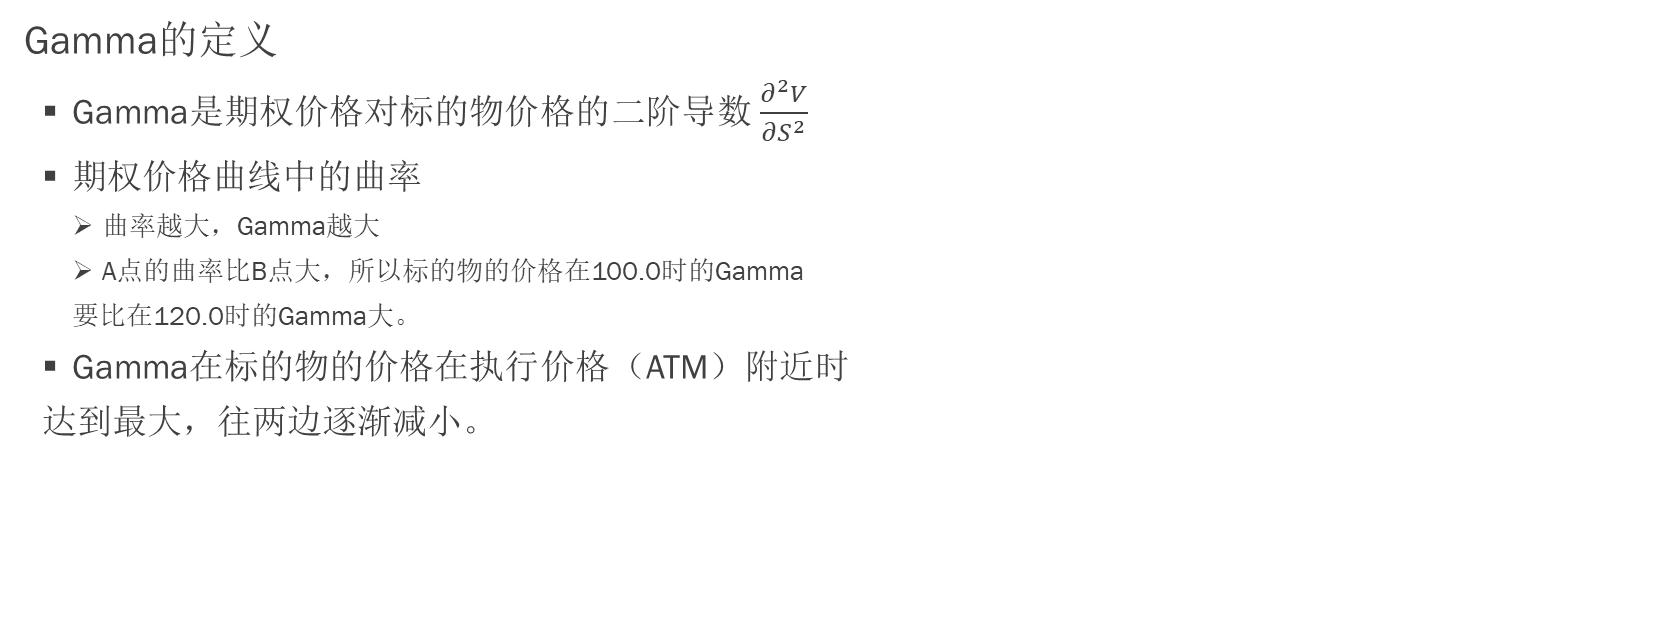 Gamma的定义
▪ Gamma是期权价格对标的物价格的二阶导数 ∂²V/∂S²
▪ 期权价格曲线中的曲率
➢ 曲率越大，Gamma越大
➢ A点的曲率比B点大，所以标的物的价格在100.0时的Gamma
要比在120.0时的Gamma大。
▪ Gamma在标的物的价格在执行价格（ATM）附近时
达到最大，往两边逐渐减小。